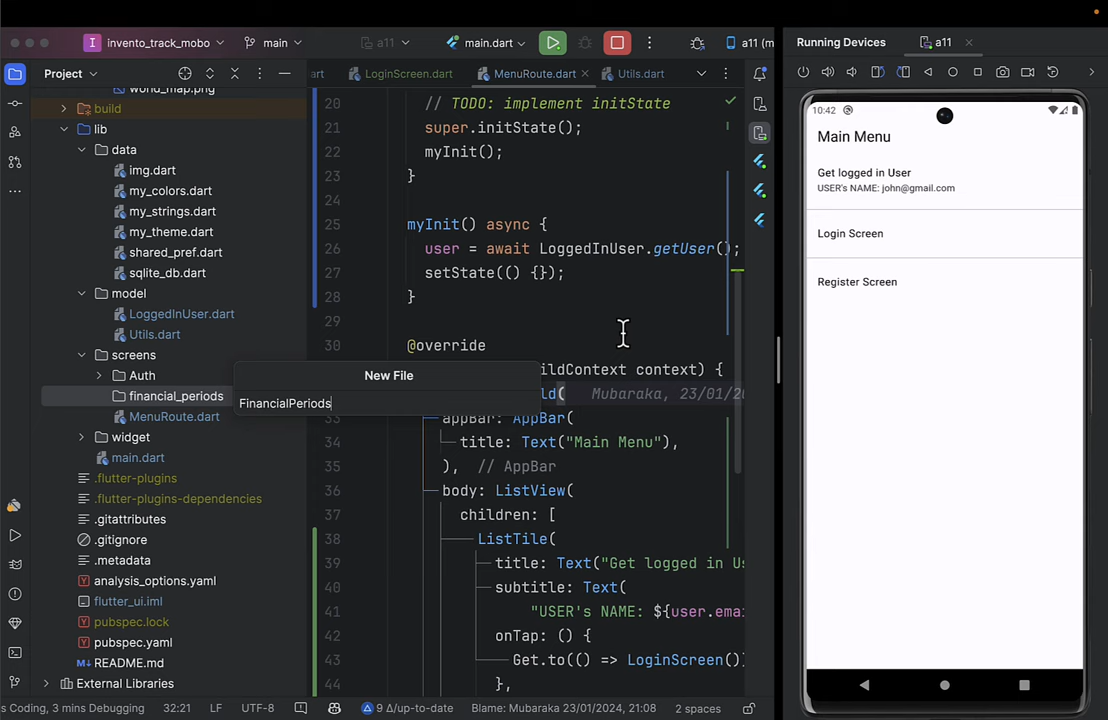 I invento_track_mobo main a11 main.dart a11 (m
Running Devices a11
Project
art LoginScreen.dart MenuRoute.dart Utils.dart
world_map.png
build
lib
data
img.dart
my_colors.dart
my_strings.dart
my_theme.dart
shared_pref.dart
sqlite_db.dart
model
LoggedInUser.dart
Utils.dart
screens
Auth
financial_periods
MenuRoute.dart
widget
main.dart
.flutter-plugins
.flutter-plugins-dependencies
.gitattributes
.gitignore
.metadata
analysis_options.yaml
flutter_ui.iml
pubspec.lock
pubspec.yaml
README.md
External Libraries
New File
FinancialPeriods
20 // TODO: implement initState
21 super.initState();
22 myInit();
23 }
24
25 myInit() async {
26 user = await LoggedInUser.getUser();
27 setState(() {});
28 }
29
30 @override
ildContext context) {
ld( Mubaraka, 23/01/20
33 appBar: AppBar(
34 title: Text("Main Menu"),
35 ), // AppBar
36 body: ListView(
37 children: [
38 ListTile(
39 title: Text("Get logged in Us
40 subtitle: Text(
41 "USER's NAME: ${user.ema
42 onTap: () {
43 Get.to(() => LoginScreen())
44 },
10:42
Main Menu
Get logged in User
USER's NAME: john@gmail.com
Login Screen
Register Screen
s Coding, 3 mins Debugging 32:21 LF UTF-8 9 Δ/up-to-date Blame: Mubaraka 23/01/2024, 21:08 2 spaces